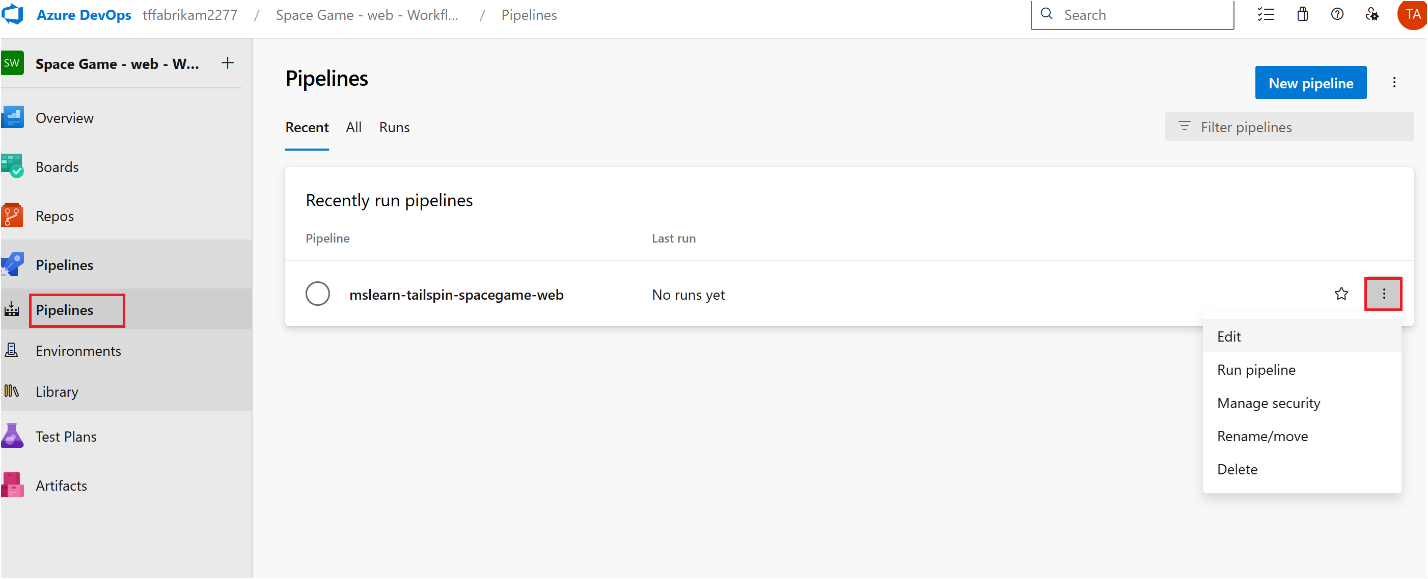 Azure DevOps tffabrikam2277 / Space Game - web - Workfl... / Pipelines Search TA
SW Space Game - web - W... +
Overview
Boards
Repos
Pipelines
Pipelines
Environments
Library
Test Plans
Artifacts
Pipelines
New pipeline
Recent All Runs
Filter pipelines
Recently run pipelines
Pipeline Last run
mslearn-tailspin-spacegame-web No runs yet
Edit
Run pipeline
Manage security
Rename/move
Delete